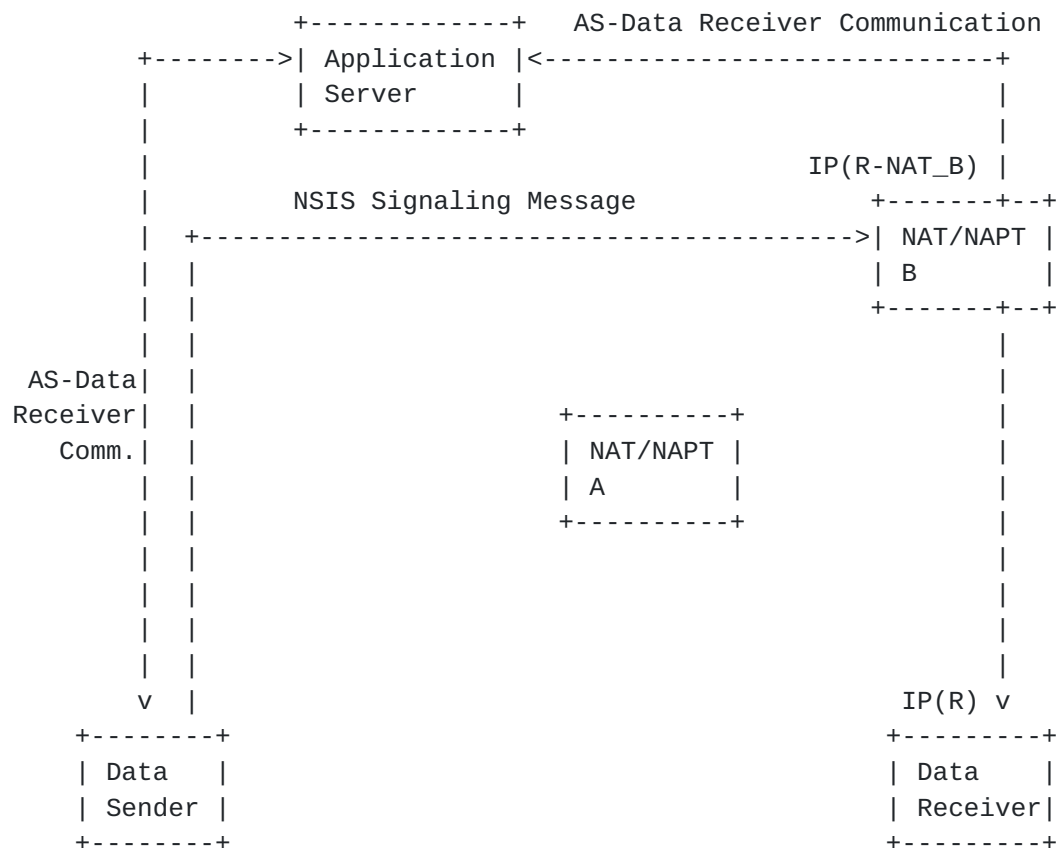 AS-Data Receiver Communication
Application
Server
IP(R-NAT_B)
NSIS Signaling Message
NAT/NAPT
B
AS-Data
Receiver
Comm.
NAT/NAPT
A
IP(R)
Data
Sender
Data
Receiver